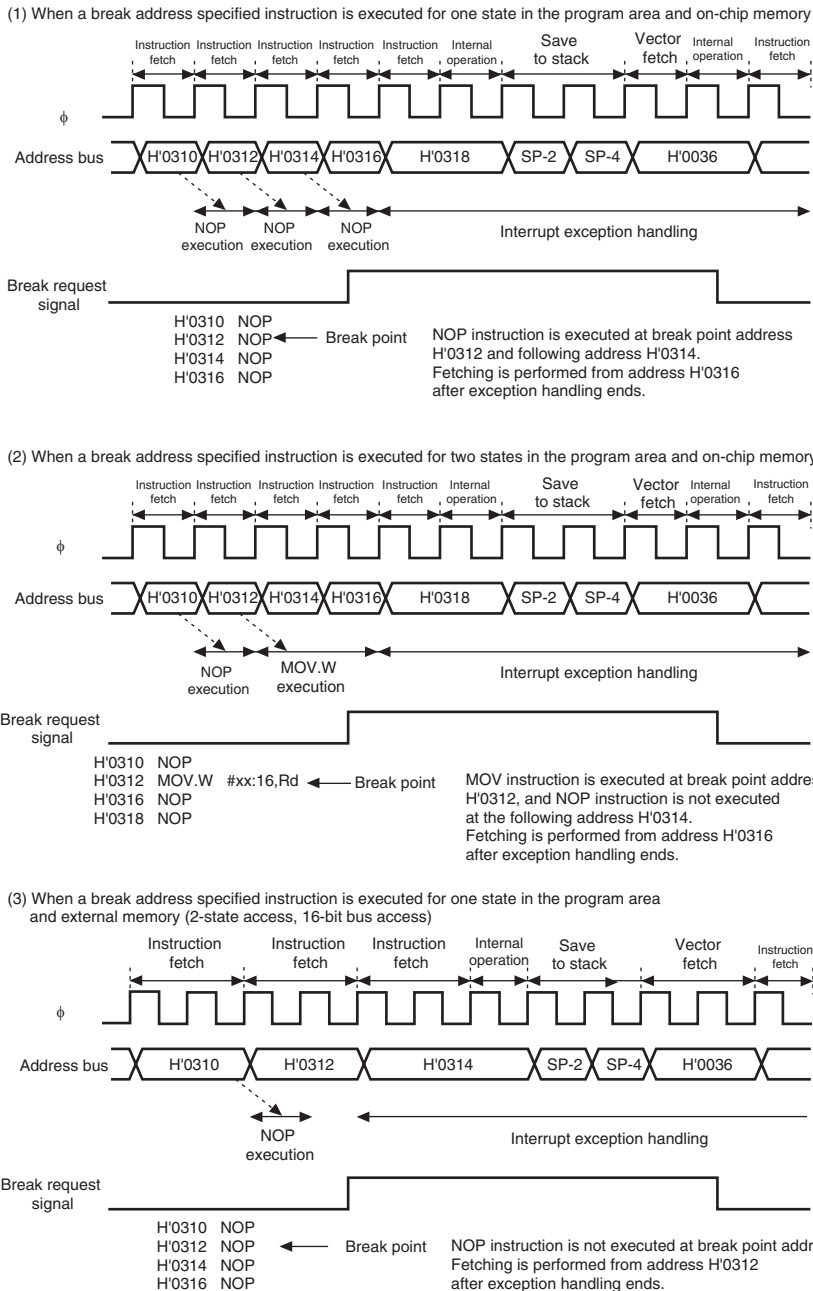 (1) When a break address specified instruction is executed for one state in the program area and on-chip memory
Instruction fetch Instruction fetch Instruction fetch Instruction fetch Instruction fetch Internal operation Save to stack Vector fetch Internal operation Instruction fetch
φ
Address bus H'0310 H'0312 H'0314 H'0316 H'0318 SP-2 SP-4 H'0036
NOP execution NOP execution NOP execution Interrupt exception handling
Break request signal
H'0310 NOP
H'0312 NOP Break point
H'0314 NOP
H'0316 NOP
NOP instruction is executed at break point address
H'0312 and following address H'0314.
Fetching is performed from address H'0316
after exception handling ends.
(2) When a break address specified instruction is executed for two states in the program area and on-chip memory
Instruction fetch Instruction fetch Instruction fetch Instruction fetch Instruction fetch Internal operation Save to stack Vector fetch Internal operation Instruction fetch
φ
Address bus H'0310 H'0312 H'0314 H'0316 H'0318 SP-2 SP-4 H'0036
NOP execution MOV.W execution Interrupt exception handling
Break request signal
H'0310 NOP
H'0312 MOV.W #xx:16,Rd Break point
H'0316 NOP
H'0318 NOP
MOV instruction is executed at break point addres
H'0312, and NOP instruction is not executed
at the following address H'0314.
Fetching is performed from address H'0316
after exception handling ends.
(3) When a break address specified instruction is executed for one state in the program area
and external memory (2-state access, 16-bit bus access)
Instruction fetch Instruction fetch Instruction fetch Internal operation Save to stack Vector fetch Instruction fetch
φ
Address bus H'0310 H'0312 H'0314 SP-2 SP-4 H'0036
NOP execution Interrupt exception handling
Break request signal
H'0310 NOP
H'0312 NOP Break point
H'0314 NOP
H'0316 NOP
NOP instruction is not executed at break point addr
Fetching is performed from address H'0312
after exception handling ends.